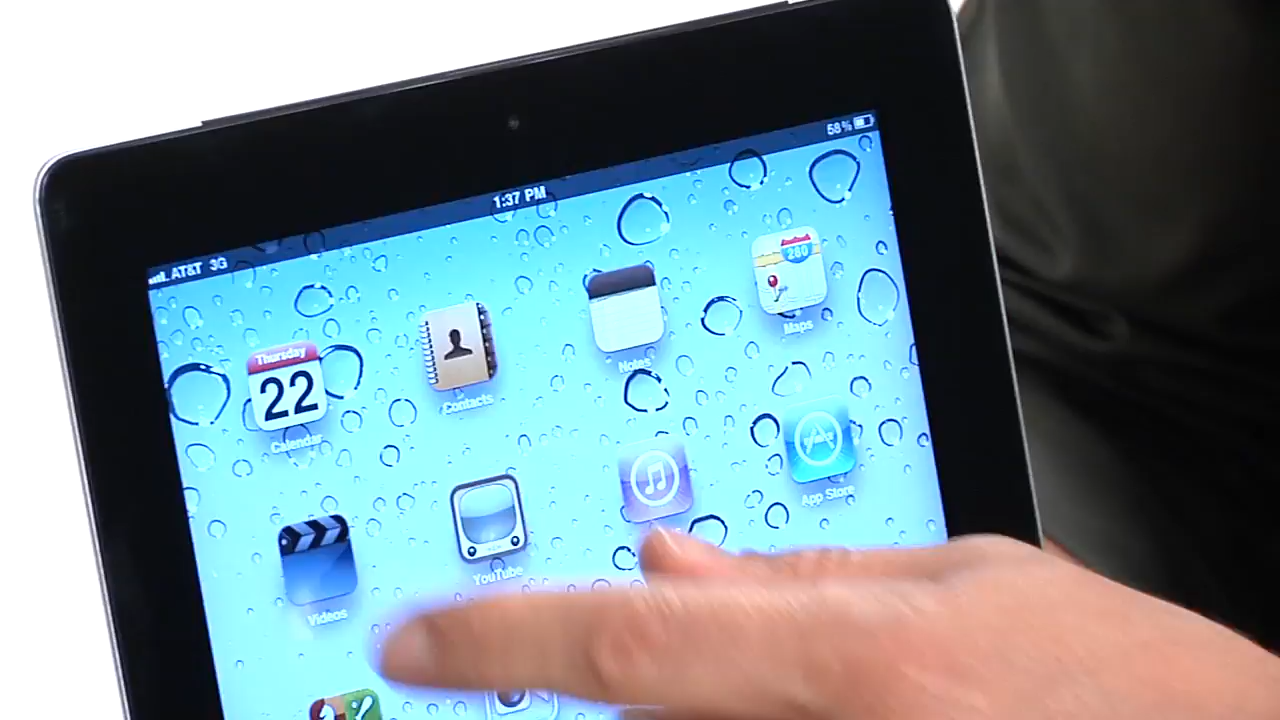 AT&T 3G
1:37 PM
58%
Thursday
22
Calendar
Contacts
Notes
280
Maps
Videos
YouTube
App Store